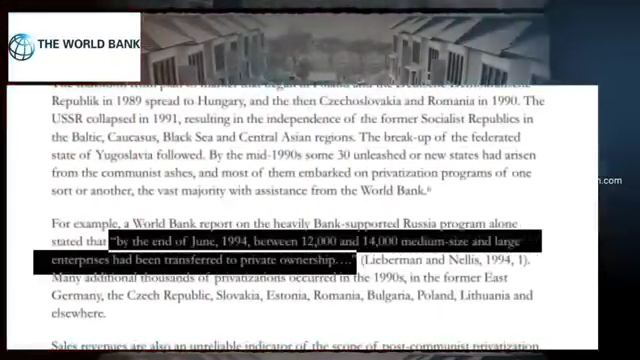 THE WORLD BANK
Republik in 1989 spread to Hungary, and the then Czechoslovakia and Romania in 1990. The
USSR collapsed in 1991, resulting in the independence of the former Socialist Republics in
the Baltic, Caucasus, Black Sea and Central Asian regions. The break-up of the federated
state of Yugoslavia followed. By the mid-1990s some 30 unleashed or new states had arisen
from the communist ashes, and most of them embarked on privatization programs of one
sort or another, the vast majority with assistance from the World Bank.⁶
For example, a World Bank report on the heavily Bank-supported Russia program alone
stated that "by the end of June, 1994, between 12,000 and 14,000 medium-size and large
enterprises had been transferred to private ownership…." (Lieberman and Nellis, 1994, 1).
Many additional thousands of privatizations occurred in the 1990s, in the former East
Germany, the Czech Republic, Slovakia, Estonia, Romania, Bulgaria, Poland, Lithuania and
elsewhere.
Sales revenues are also an unreliable indicator of the scope of post-communist privatization.